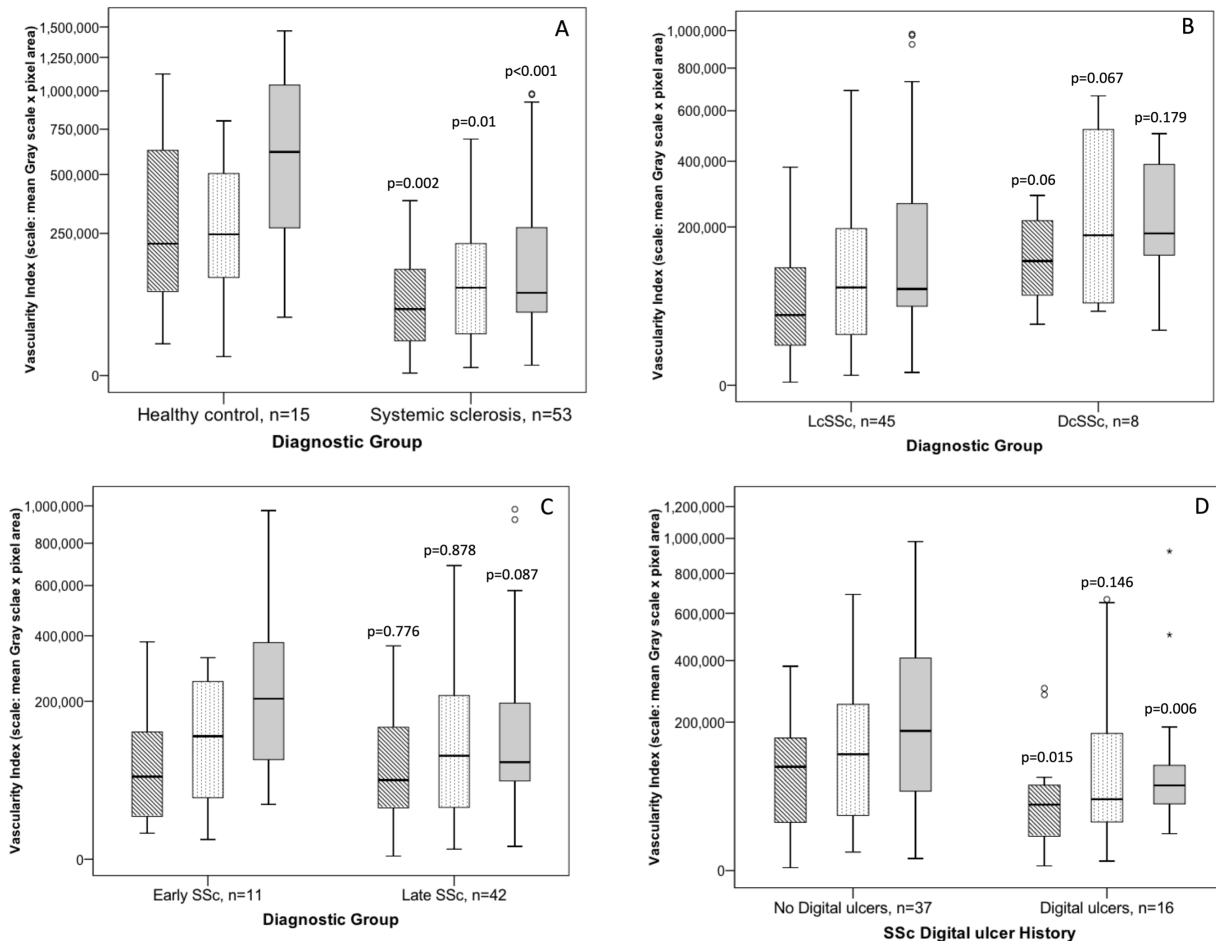 A
Vascularity Index (scale: mean Gray scale x pixel area)
1,500,000
1,250,000
1,000,000
750,000
500,000
250,000
0
p=0.002
p=0.01
p<0.001
Healthy control, n=15
Systemic sclerosis, n=53
Diagnostic Group
B
Vascularity Index (scale: mean Gray scale x pixel area)
1,000,000
800,000
600,000
400,000
200,000
0
p=0.06
p=0.067
p=0.179
LcSSc, n=45
DcSSc, n=8
Diagnostic Group
C
Vascularity Index (scale: mean Gray sclae x pixel area)
1,000,000
800,000
600,000
400,000
200,000
0
p=0.776
p=0.878
p=0.087
Early SSc, n=11
Late SSc, n=42
Diagnostic Group
D
Vascularity Index (scale: mean Gray scale x pixel area)
1,200,000
1,000,000
800,000
600,000
400,000
200,000
0
p=0.015
p=0.146
p=0.006
No Digital ulcers, n=37
Digital ulcers, n=16
SSc Digital ulcer History